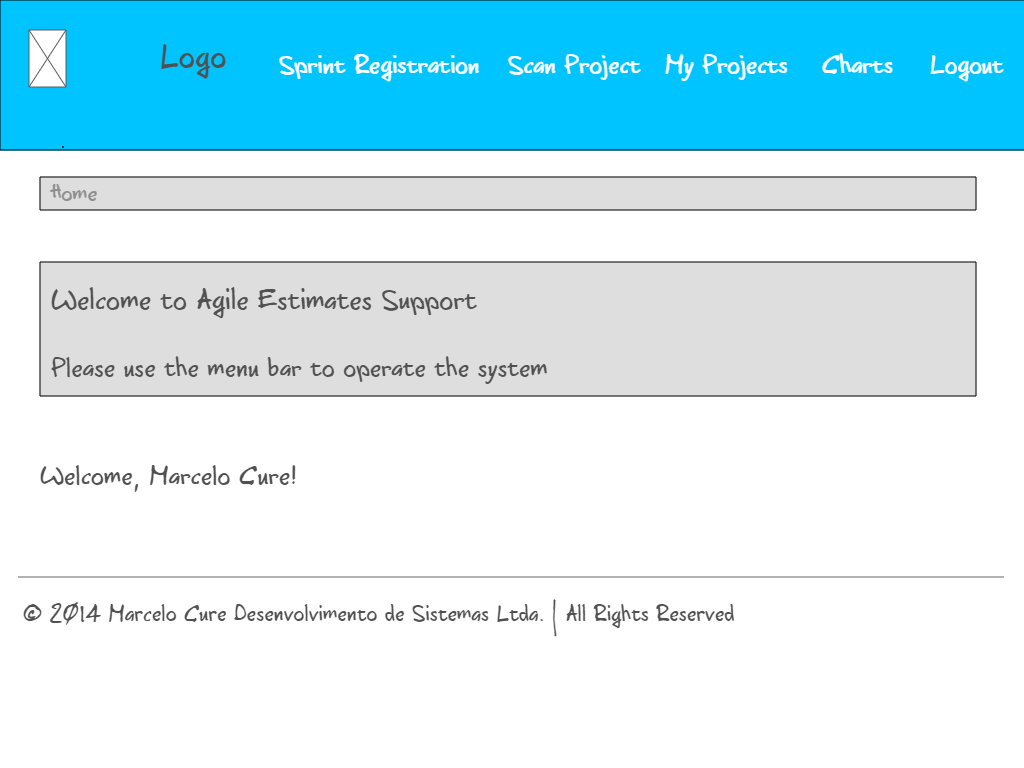 Logo Sprint Registration Scan Project My Projects Charts Logout
Home
Welcome to Agile Estimates Support
Please use the menu bar to operate the system
Welcome, Marcelo Cure!
© 2014 Marcelo Cure Desenvolvimento de Sistemas Ltda. | All Rights Reserved